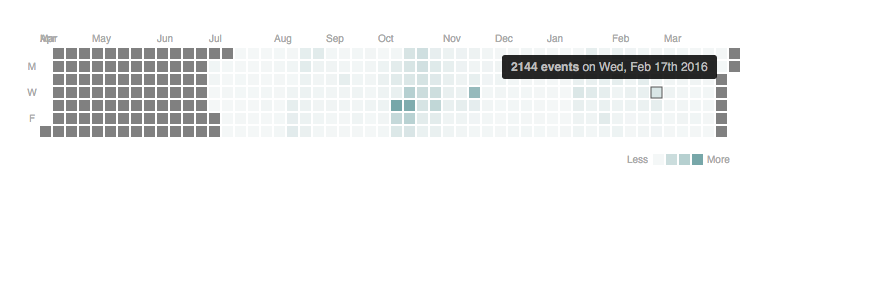 Apr May Jun Jul Aug Sep Oct Nov Dec Jan Feb Mar
2144 events on Wed, Feb 17th 2016
M
W
F
Less More